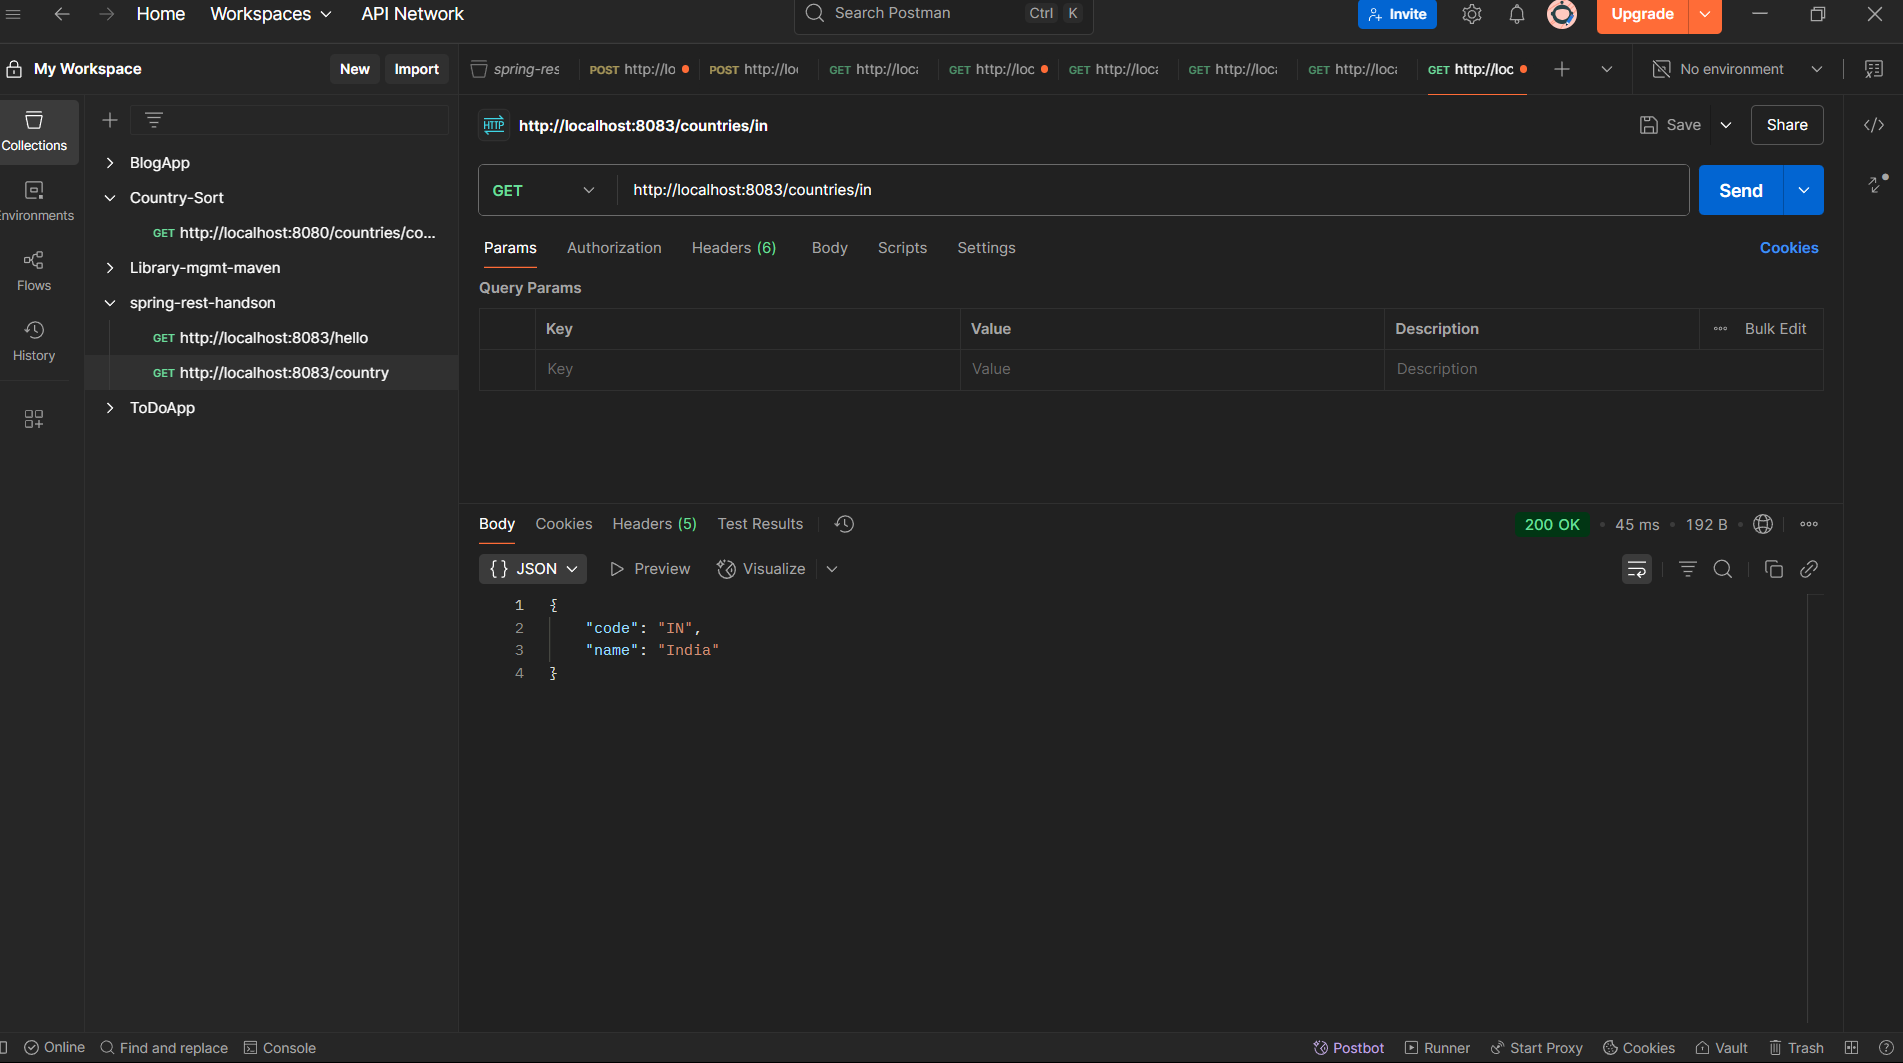 Home Workspaces API Network Search Postman Ctrl K Invite Upgrade
My Workspace New Import spring-res POST http://lo POST http://lo GET http://loc GET http://loc GET http://loc GET http://loc GET http://loc GET http://loc No environment
Collections
Environments
Flows
History
BlogApp
Country-Sort
GET http://localhost:8080/countries/co...
Library-mgmt-maven
spring-rest-handson
GET http://localhost:8083/hello
GET http://localhost:8083/country
ToDoApp
HTTP http://localhost:8083/countries/in Save Share
GET http://localhost:8083/countries/in Send
Params Authorization Headers (6) Body Scripts Settings Cookies
Query Params
Key Value Description Bulk Edit
Key Value Description
Body Cookies Headers (5) Test Results 200 OK • 45 ms • 192 B
{} JSON Preview Visualize
1 {
2 "code": "IN",
3 "name": "India"
4 }
Online Find and replace Console Postbot Runner Start Proxy Cookies Vault Trash